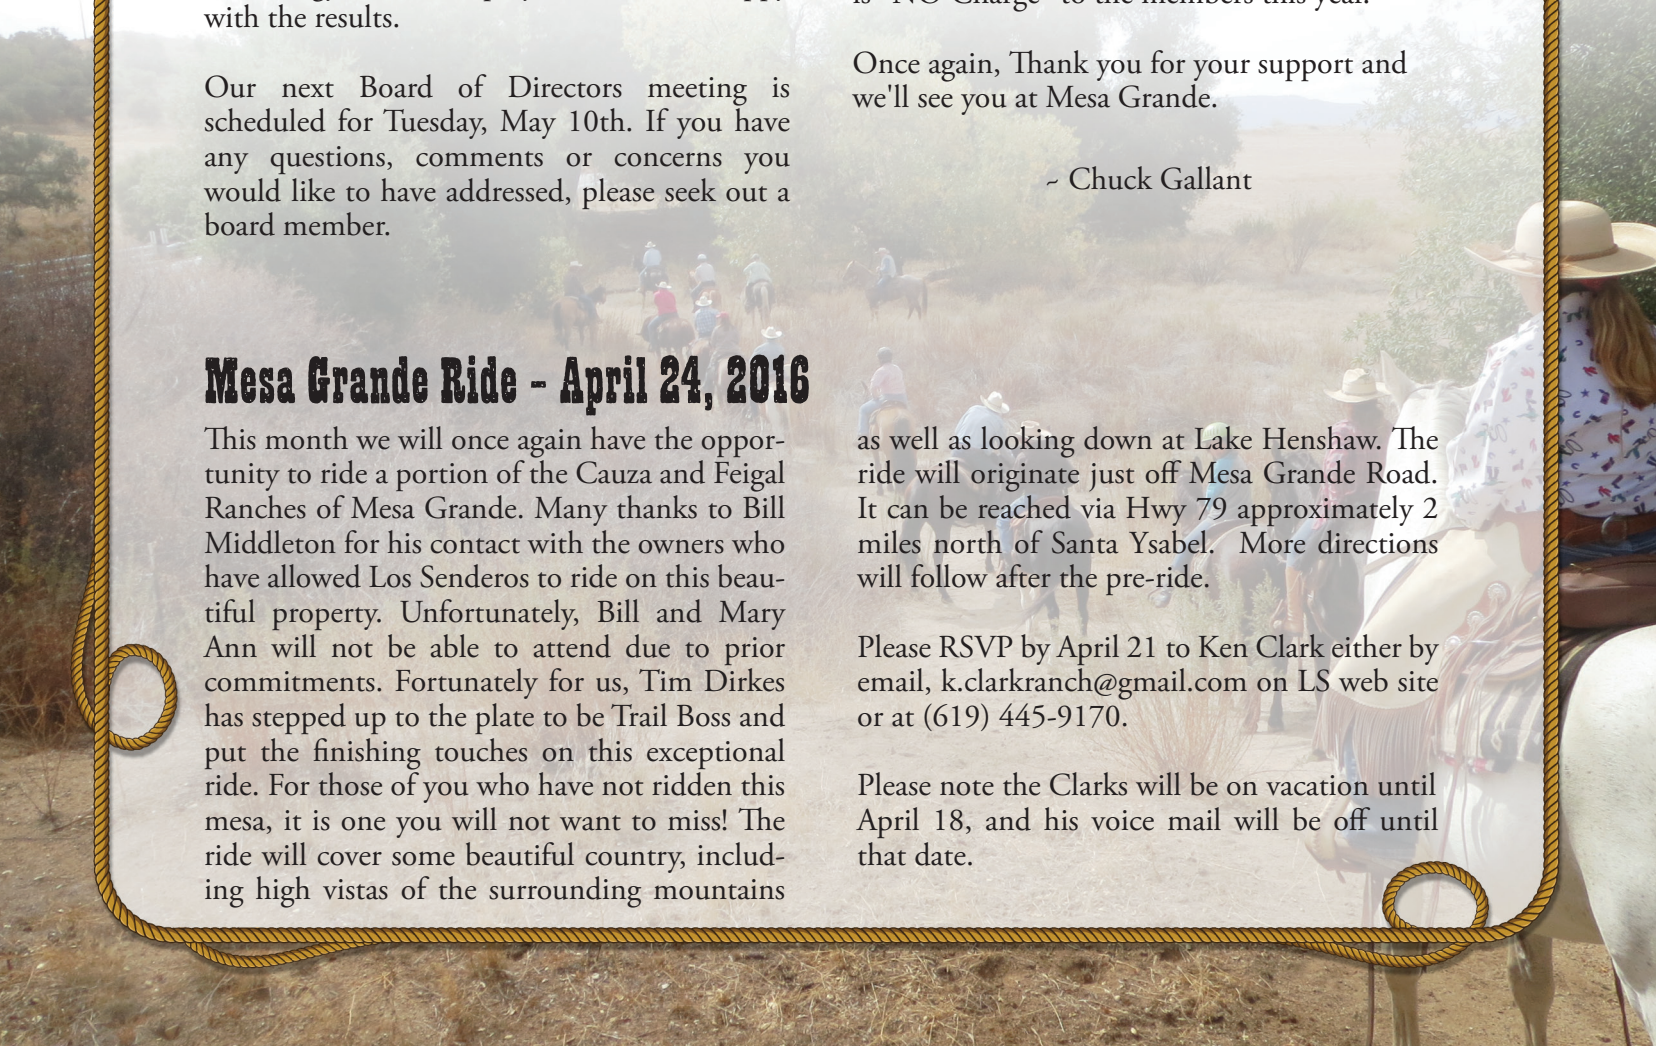 with the results.
Our next Board of Directors meeting is
scheduled for Tuesday, May 10th. If you have
any questions, comments or concerns you
would like to have addressed, please seek out a
board member.
is "NO Charge" to the members this year.
Once again, Thank you for your support and
we'll see you at Mesa Grande.
~ Chuck Gallant
Mesa Grande Ride - April 24, 2016
This month we will once again have the oppor-
tunity to ride a portion of the Cauza and Feigal
Ranches of Mesa Grande. Many thanks to Bill
Middleton for his contact with the owners who
have allowed Los Senderos to ride on this beau-
tiful property. Unfortunately, Bill and Mary
Ann will not be able to attend due to prior
commitments. Fortunately for us, Tim Dirkes
has stepped up to the plate to be Trail Boss and
put the finishing touches on this exceptional
ride. For those of you who have not ridden this
mesa, it is one you will not want to miss! The
ride will cover some beautiful country, includ-
ing high vistas of the surrounding mountains
as well as looking down at Lake Henshaw. The
ride will originate just off Mesa Grande Road.
It can be reached via Hwy 79 approximately 2
miles north of Santa Ysabel. More directions
will follow after the pre-ride.
Please RSVP by April 21 to Ken Clark either by
email, k.clarkranch@gmail.com on LS web site
or at (619) 445-9170.
Please note the Clarks will be on vacation until
April 18, and his voice mail will be off until
that date.